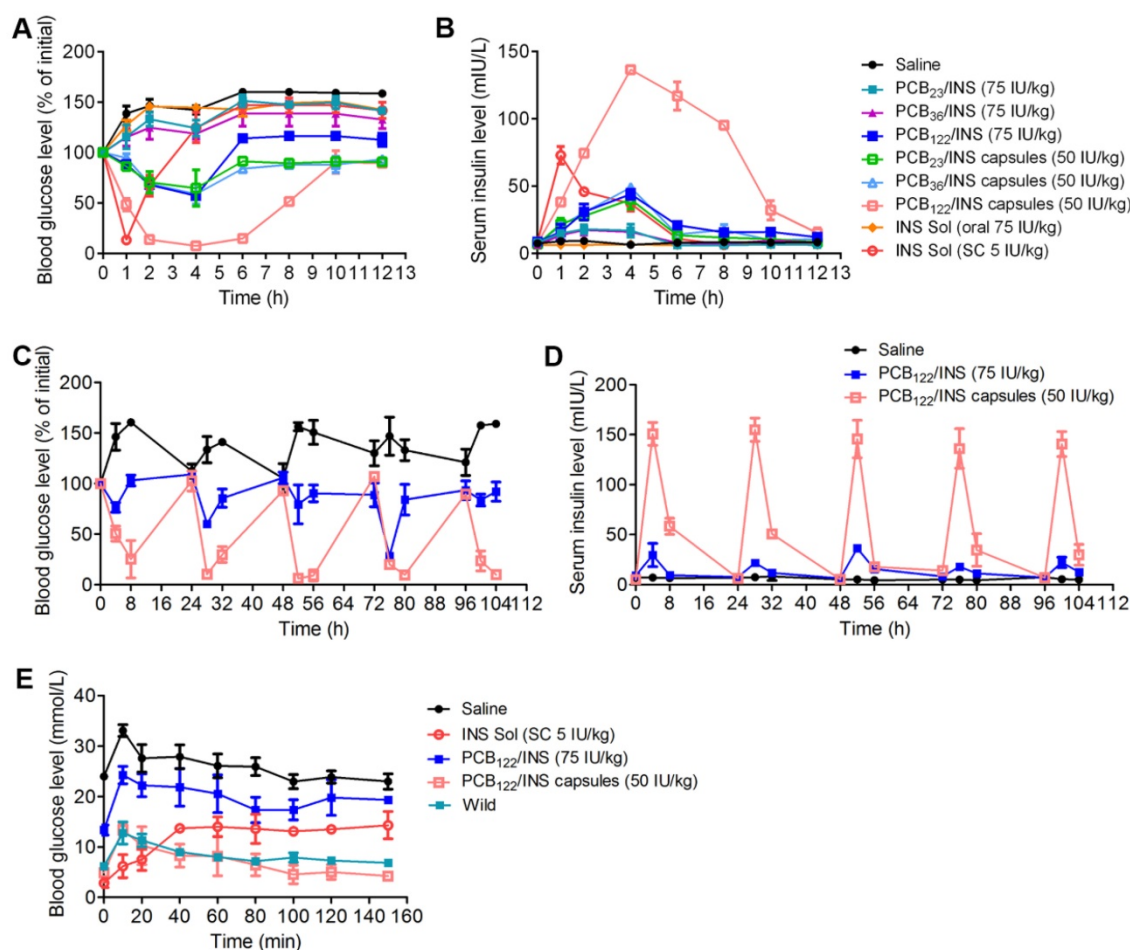 A
Blood glucose level (% of initial)
200
150
100
50
0
0 1 2 3 4 5 6 7 8 9 10 11 12 13
Time (h)
B
Serum insulin level (mIU/L)
150
100
50
0
0 1 2 3 4 5 6 7 8 9 10 11 12 13
Time (h)
Saline
PCB₂₃/INS (75 IU/kg)
PCB₃₆/INS (75 IU/kg)
PCB₁₂₂/INS (75 IU/kg)
PCB₂₃/INS capsules (50 IU/kg)
PCB₃₆/INS capsules (50 IU/kg)
PCB₁₂₂/INS capsules (50 IU/kg)
INS Sol (oral 75 IU/kg)
INS Sol (SC 5 IU/kg)
C
Blood glucose level (% of initial)
200
150
100
50
0
0 8 16 24 32 40 48 56 64 72 80 88 96 104 112
Time (h)
D
Saline
PCB₁₂₂/INS (75 IU/kg)
PCB₁₂₂/INS capsules (50 IU/kg)
Serum insulin level (mIU/L)
200
150
100
50
0
0 8 16 24 32 40 48 56 64 72 80 88 96 104 112
Time (h)
E
Blood glucose level (mmol/L)
40
30
20
10
0
0 20 40 60 80 100 120 140 160
Time (min)
Saline
INS Sol (SC 5 IU/kg)
PCB₁₂₂/INS (75 IU/kg)
PCB₁₂₂/INS capsules (50 IU/kg)
Wild